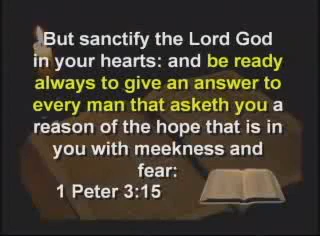 But sanctify the Lord God
in your hearts: and be ready
always to give an answer to
every man that asketh you a
reason of the hope that is in
you with meekness and
fear:
1 Peter 3:15